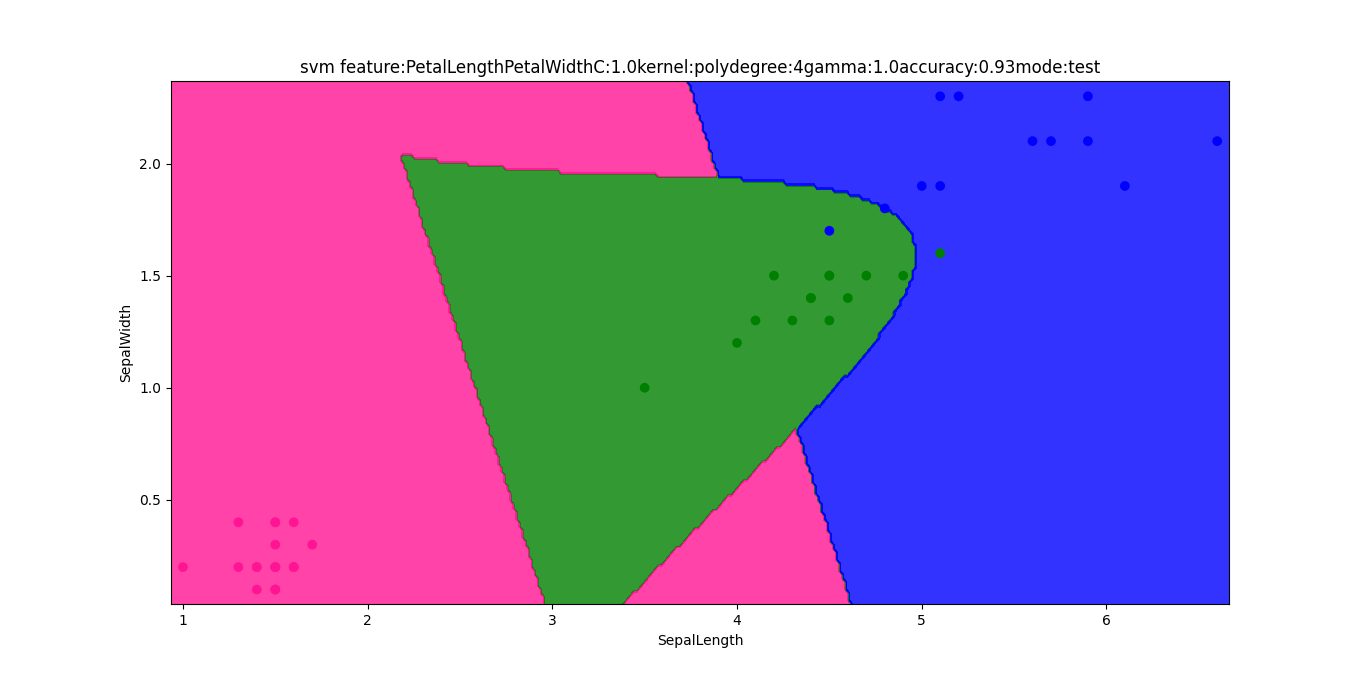 svm feature:PetalLengthPetalWidthC:1.0kernel:polydegree:4gamma:1.0accuracy:0.93mode:test
2.0
1.5
1.0
0.5
SepalWidth
1 2 3 4 5 6
SepalLength